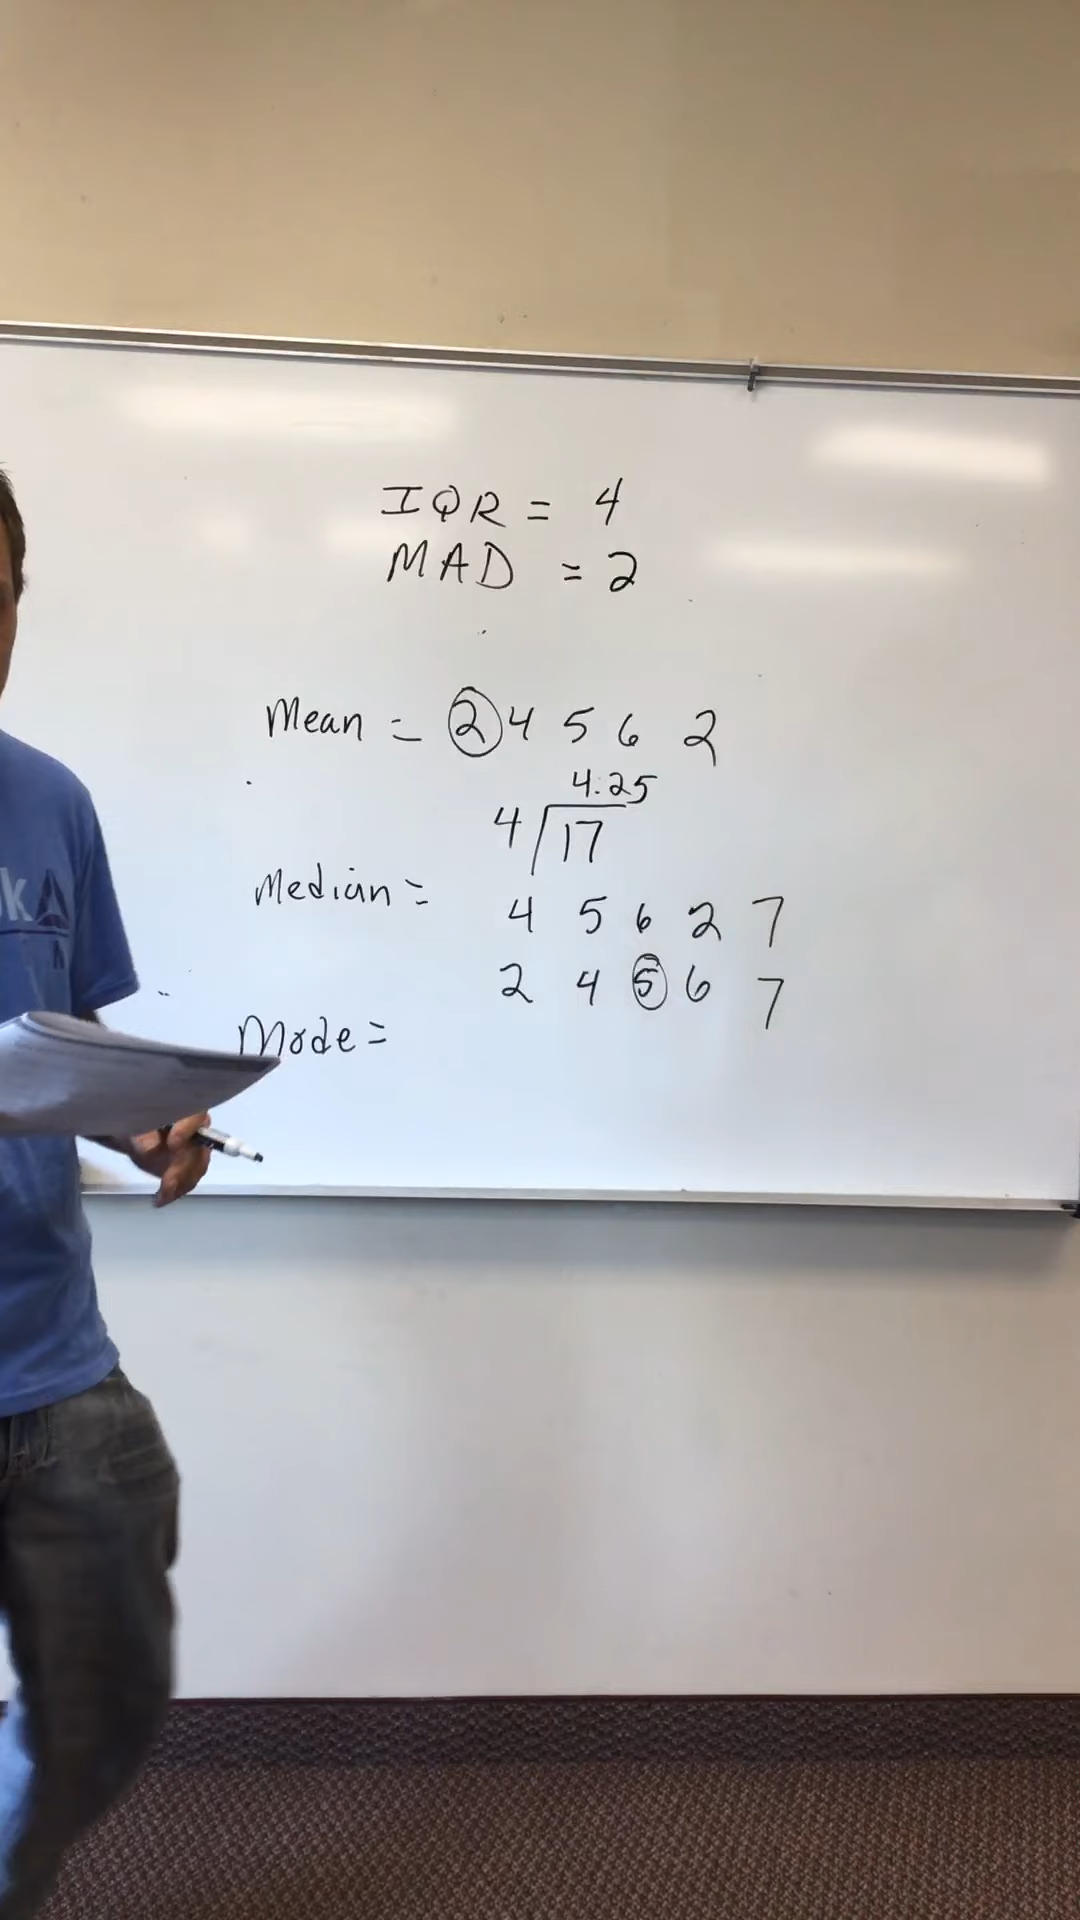 IQR = 4
MAD = 2
Mean = 2 4 5 6 2
4.25
4 17
Median =
4 5 6 2 7
2 4 5 6 7
Mode =